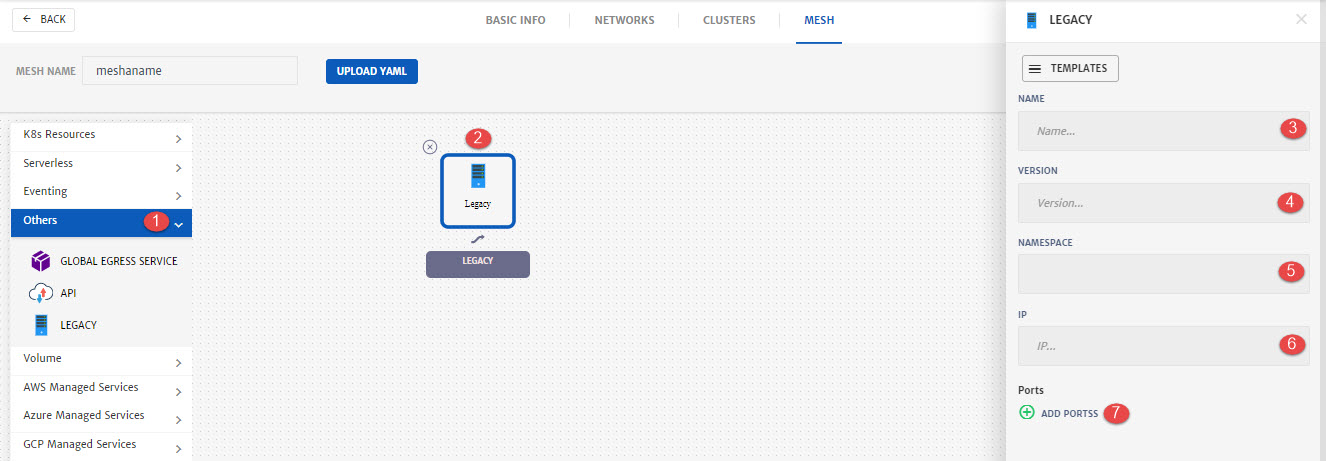 BACK
BASIC INFO
NETWORKS
CLUSTERS
MESH
MESH NAME
meshaname
UPLOAD YAML
K8s Resources
Serverless
Eventing
Others
1
GLOBAL EGRESS SERVICE
API
LEGACY
Volume
AWS Managed Services
Azure Managed Services
GCP Managed Services
2
Legacy
LEGACY
LEGACY
TEMPLATES
NAME
Name...
3
VERSION
Version...
4
NAMESPACE
5
IP
IP...
6
Ports
ADD PORTSS
7